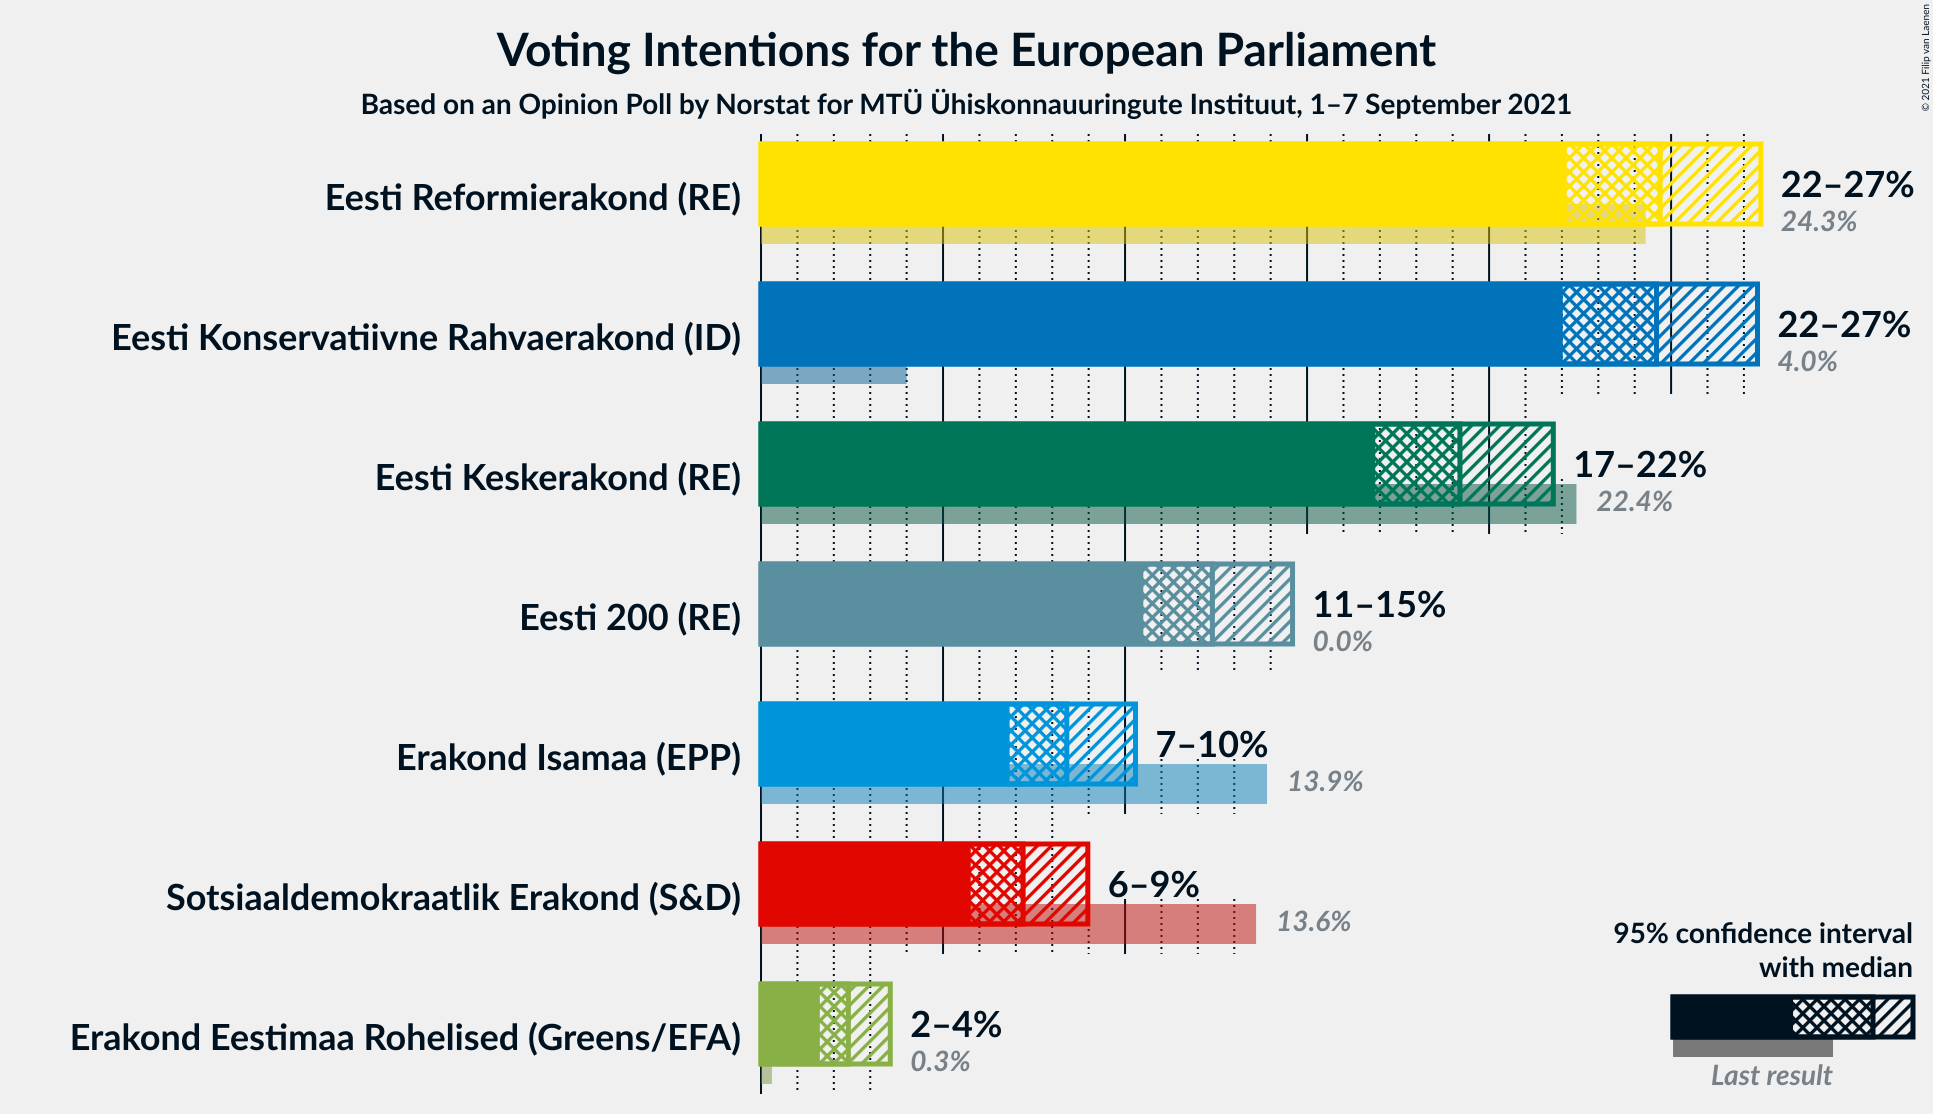 Voting Intentions for the European Parliament
Based on an Opinion Poll by Norstat for MTÜ Ühiskonnauuringute Instituut, 1–7 September 2021
© 2021 Filip van Laenen
Eesti Reformierakond (RE)
22–27%
24.3%
Eesti Konservatiivne Rahvaerakond (ID)
22–27%
4.0%
Eesti Keskerakond (RE)
17–22%
22.4%
Eesti 200 (RE)
11–15%
0.0%
Erakond Isamaa (EPP)
7–10%
13.9%
Sotsiaaldemokraatlik Erakond (S&D)
6–9%
13.6%
Erakond Eestimaa Rohelised (Greens/EFA)
2–4%
0.3%
95% confidence interval
with median
Last result